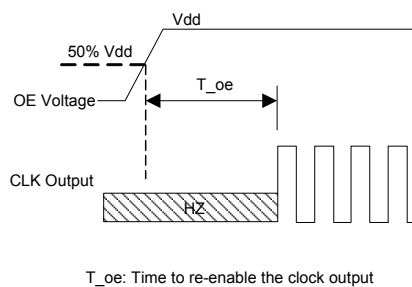 Vdd
50% Vdd
T_oe
OE Voltage
CLK Output
HZ
T_oe: Time to re-enable the clock output